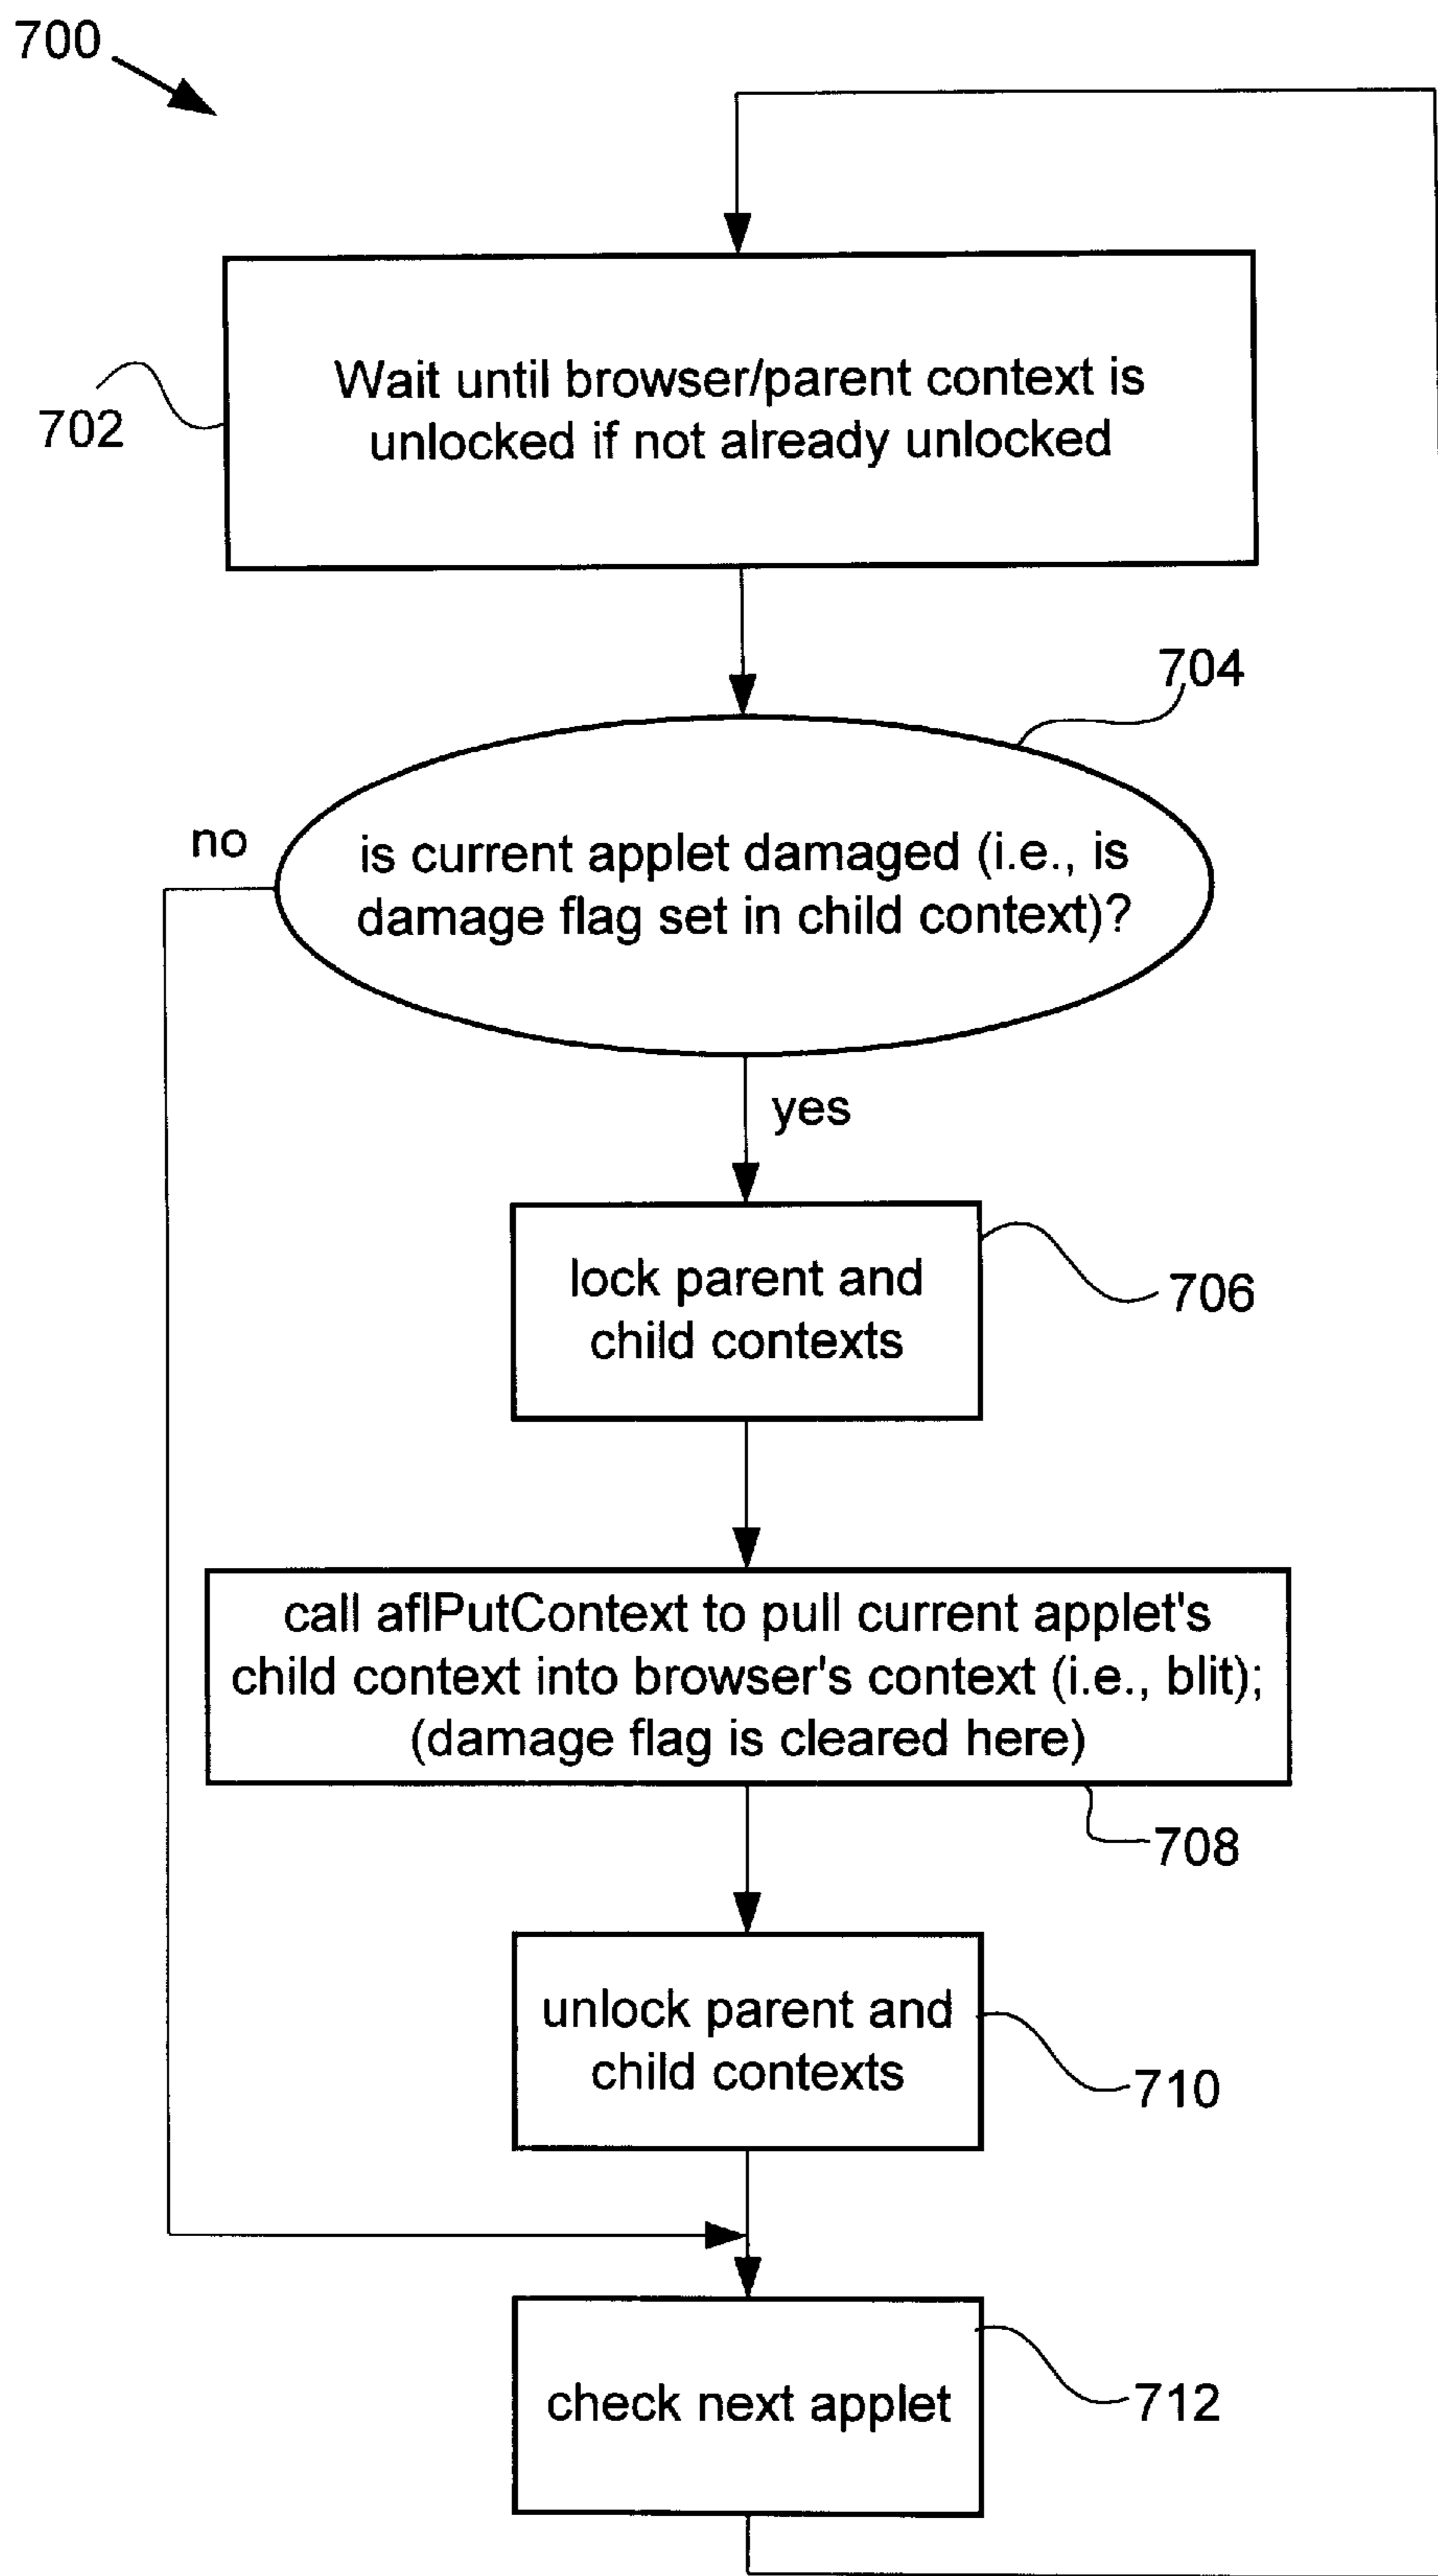 700
Wait until browser/parent context is
unlocked if not already unlocked
702
704
no
is current applet damaged (i.e., is
damage flag set in child context)?
yes
lock parent and
child contexts
706
call aflPutContext to pull current applet's
child context into browser's context (i.e., blit);
(damage flag is cleared here)
708
unlock parent and
child contexts
710
check next applet
712